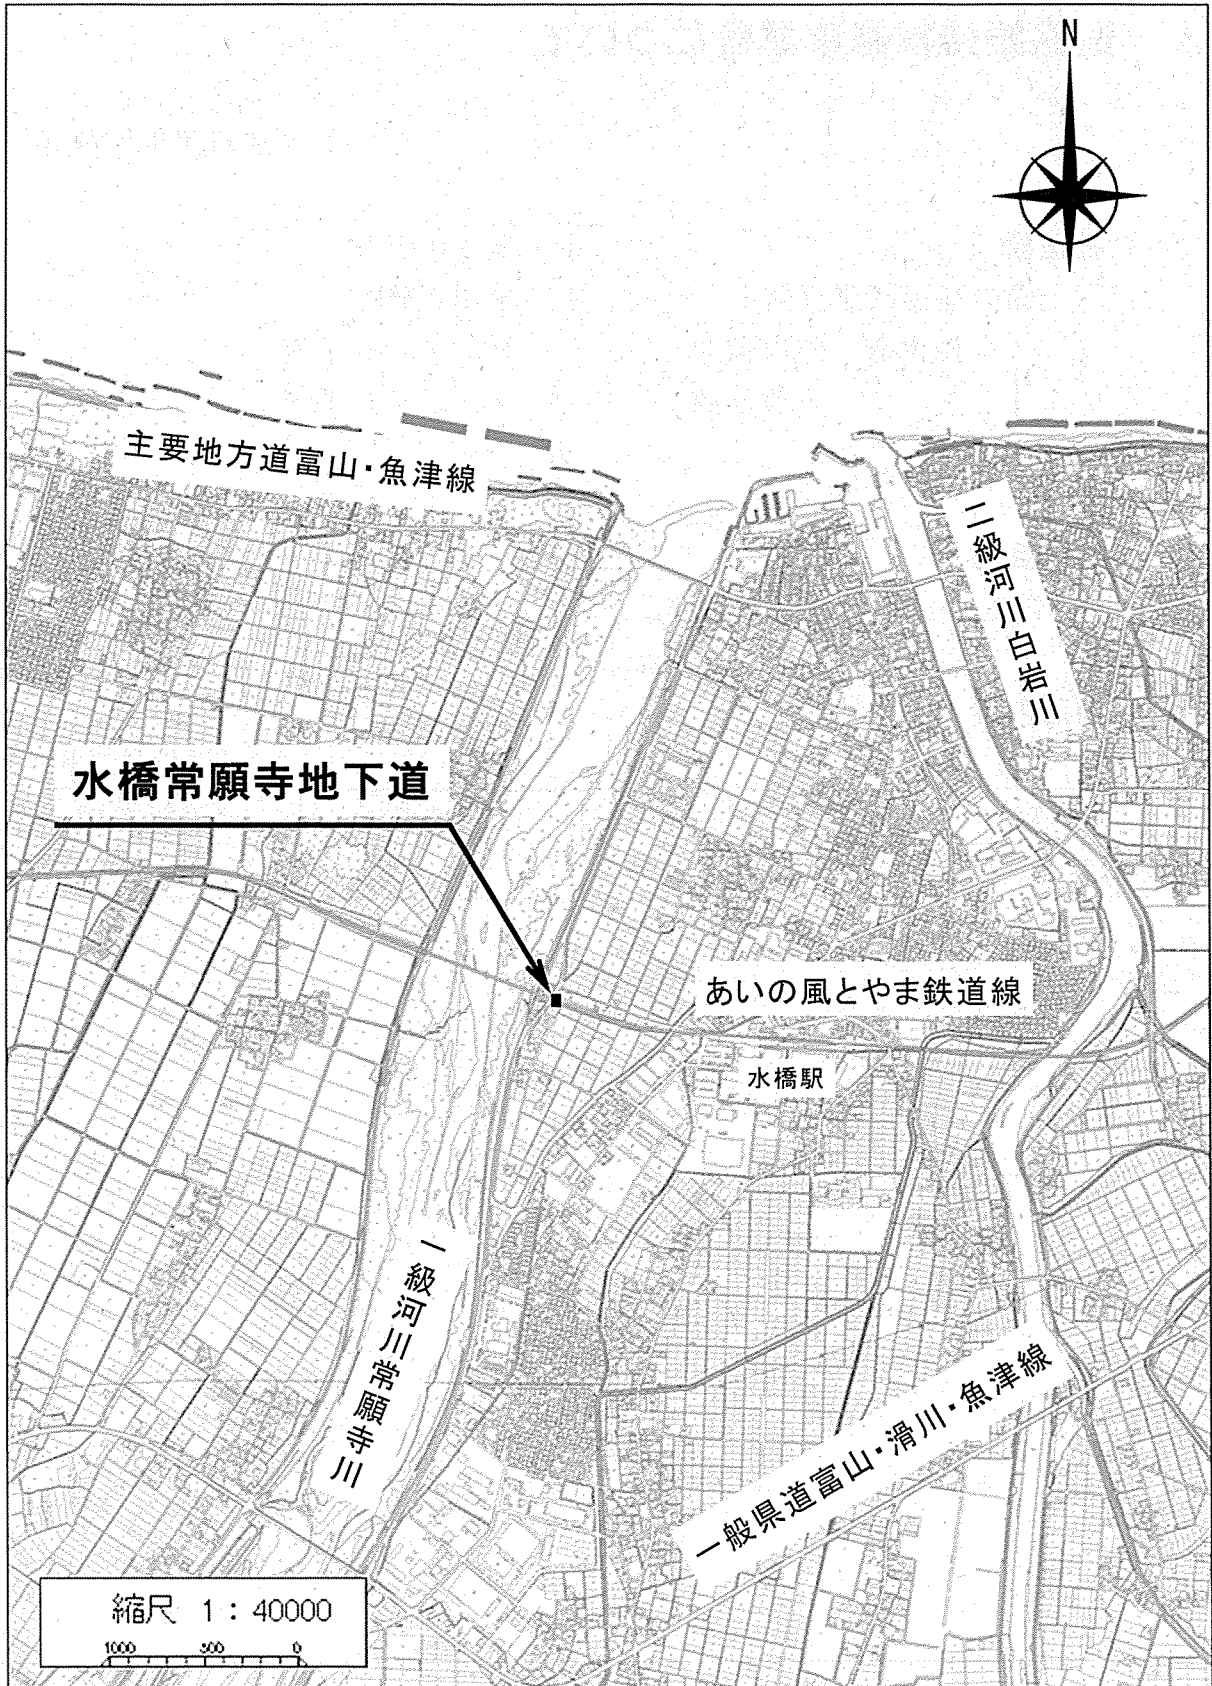 N
主要地方道富山・魚津線
二級河川白岩川
水橋常願寺地下道
あいの風とやま鉄道線
水橋駅
一級河川常願寺川
一般県道富山・滑川・魚津線
縮尺 1：40000
1000 500 0